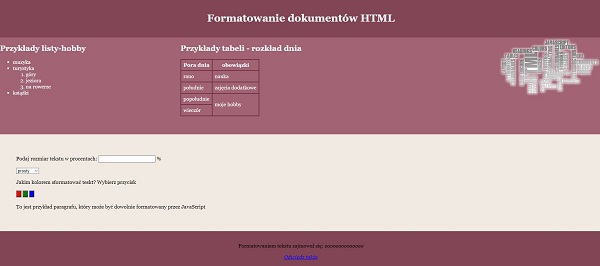 Formatowanie dokumentów HTML
Przykłady listy-hobby
muzyka
turystyka
1. góry
2. jeziora
3. na rowerze
książki
Przykłady tabeli - rozkład dnia
Pora dnia obowiązki
rano nauka
południe zajęcia dodatkowe
popołudnie moje hobby
wieczór
JAVASCRIPT
HTML
Podaj rozmiar tekstu w procentach: %
prosty
Jakim kolorem sformatować tekst? Wybierz przycisk
To jest przykład paragrafu, który może być dowolnie formatowany przez JavaScript
Formatowaniem tekstu zajmował się: 00000000000000